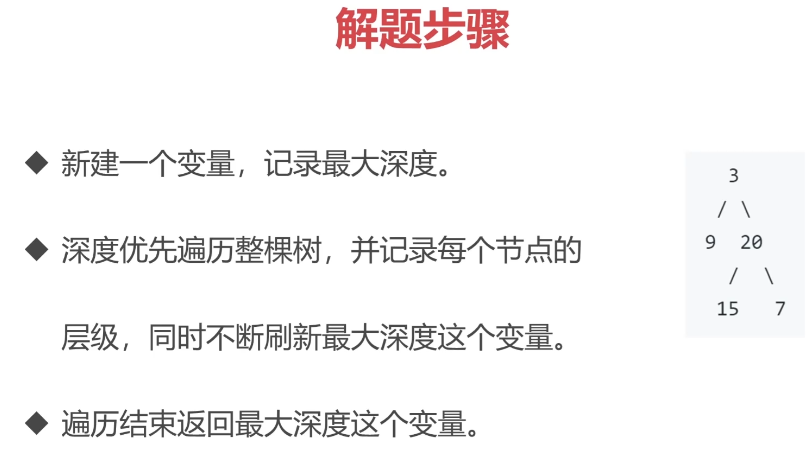 解题步骤
◆ 新建一个变量，记录最大深度。
◆ 深度优先遍历整棵树，并记录每个节点的
层级，同时不断刷新最大深度这个变量。
◆ 遍历结束返回最大深度这个变量。
3
/ \
9 20
/ \
15 7